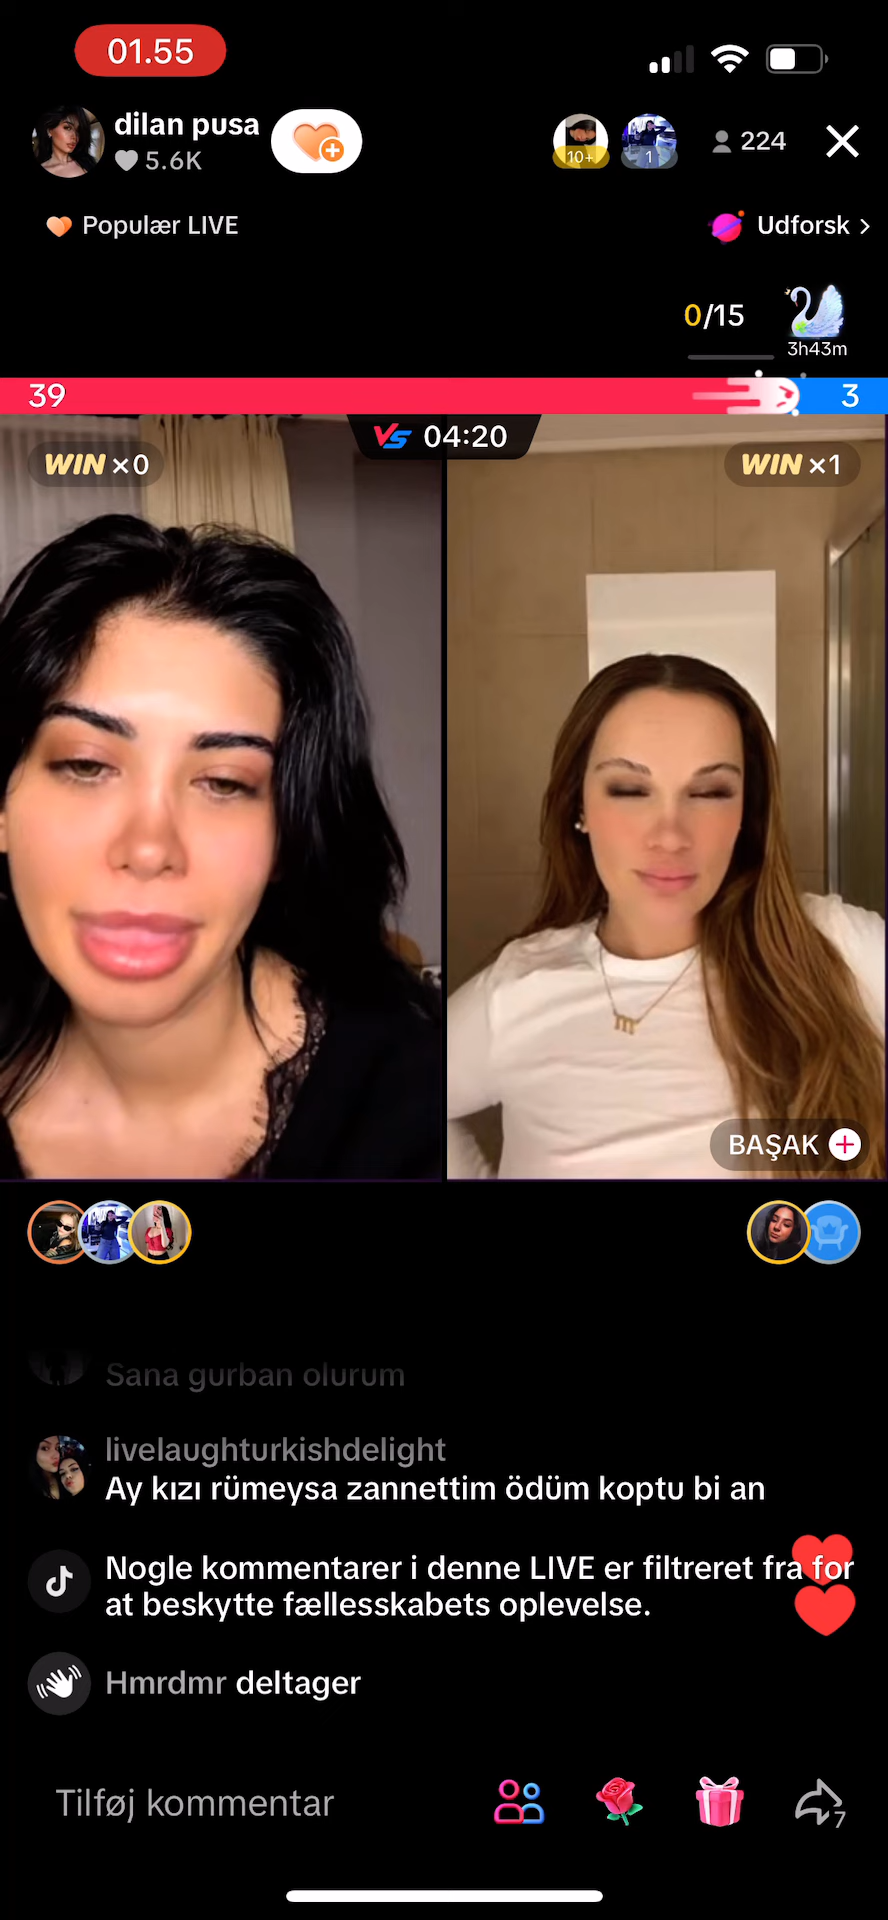 01.55
dilan pusa
5.6K
10+
1
224
Populær LIVE
Udforsk >
0/15
3h43m
39
3
VS 04:20
WIN ×0
WIN ×1
m
BAŞAK +
Sana gurban olurum
livelaughturkishdelight
Ay kızı rümeysa zannettim ödüm koptu bi an
Nogle kommentarer i denne LIVE er filtreret fra for
at beskytte fællesskabets oplevelse.
Hmrdmr deltager
Tilføj kommentar
7